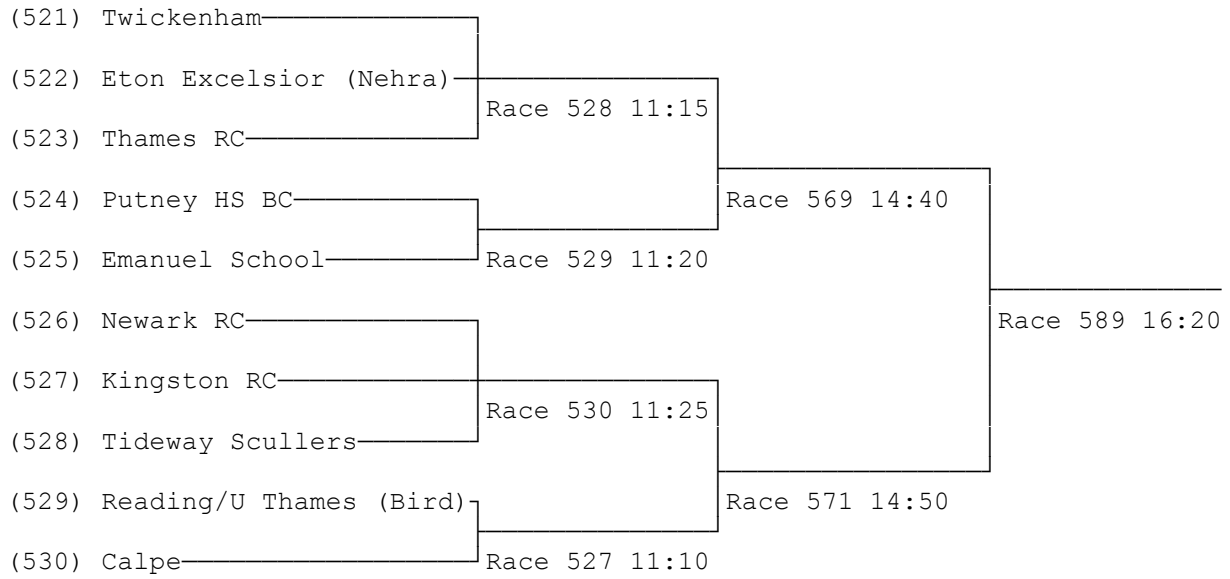 (521) Twickenham
(522) Eton Excelsior (Nehra)
Race 528 11:15
(523) Thames RC
(524) Putney HS BC
Race 569 14:40
(525) Emanuel School
Race 529 11:20
(526) Newark RC
Race 589 16:20
(527) Kingston RC
Race 530 11:25
(528) Tideway Scullers
(529) Reading/U Thames (Bird)
Race 571 14:50
(530) Calpe
Race 527 11:10